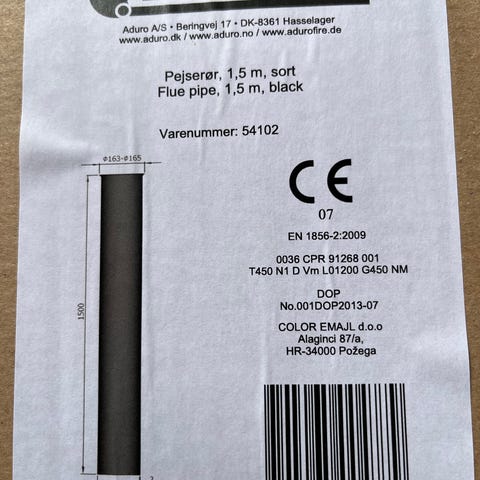 Aduro A/S • Beringvej 17 • DK-8361 Hasselager
www.aduro.dk / www.aduro.no / www.adurofire.de
Pejserør, 1,5 m, sort
Flue pipe, 1,5 m, black
Varenummer: 54102
Φ163-Φ165
1500
CE
07
EN 1856-2:2009
0036 CPR 91268 001
T450 N1 D Vm L01200 G450 NM
DOP
No.001DOP2013-07
COLOR EMAJL d.o.o
Alaginci 87/a,
HR-34000 Požega